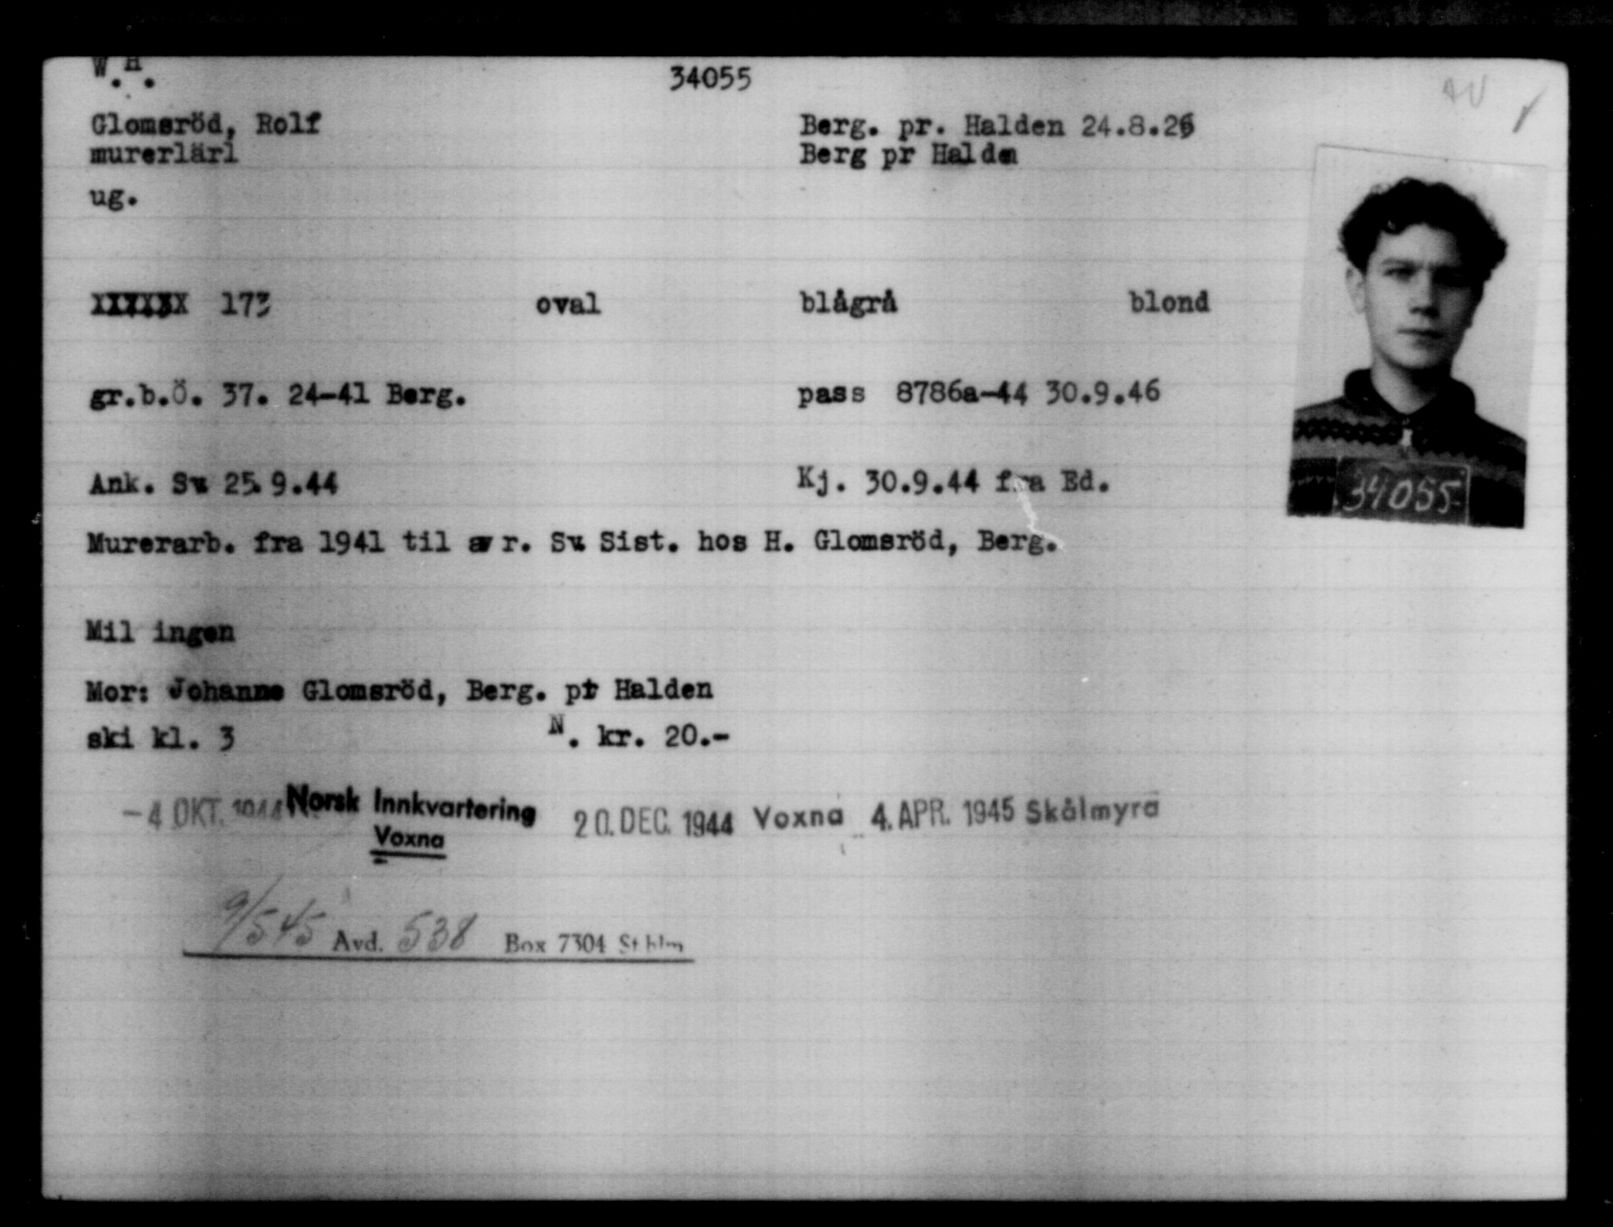 W.H.
34055
AU
Glomsröd, Rolf
Berg. pr. Halden 24.8.26
murerlärl
Berg pr Halden
ug.
173 oval blågrå blond
gr.b.Ö. 37. 24-41 Berg.
pass 8786a-44 30.9.46
Ank. Sv. 25.9.44
Kj. 30.9.44 fra Ed.
34055
Murerarb. fra 1941 til avr. Sv. Sist. hos H. Glomsröd, Berg.
Mil ingen
Mor: Johanne Glomsröd, Berg. pr Halden
ski kl. 3 N. kr. 20.-
-4 OKT. 1944 Norsk Innkvartering 20. DEC. 1944 Voxna 4. APR. 1945 Skålmyra
Voxna
9/5 45 Avd. 538 Box 7304 Sthlm